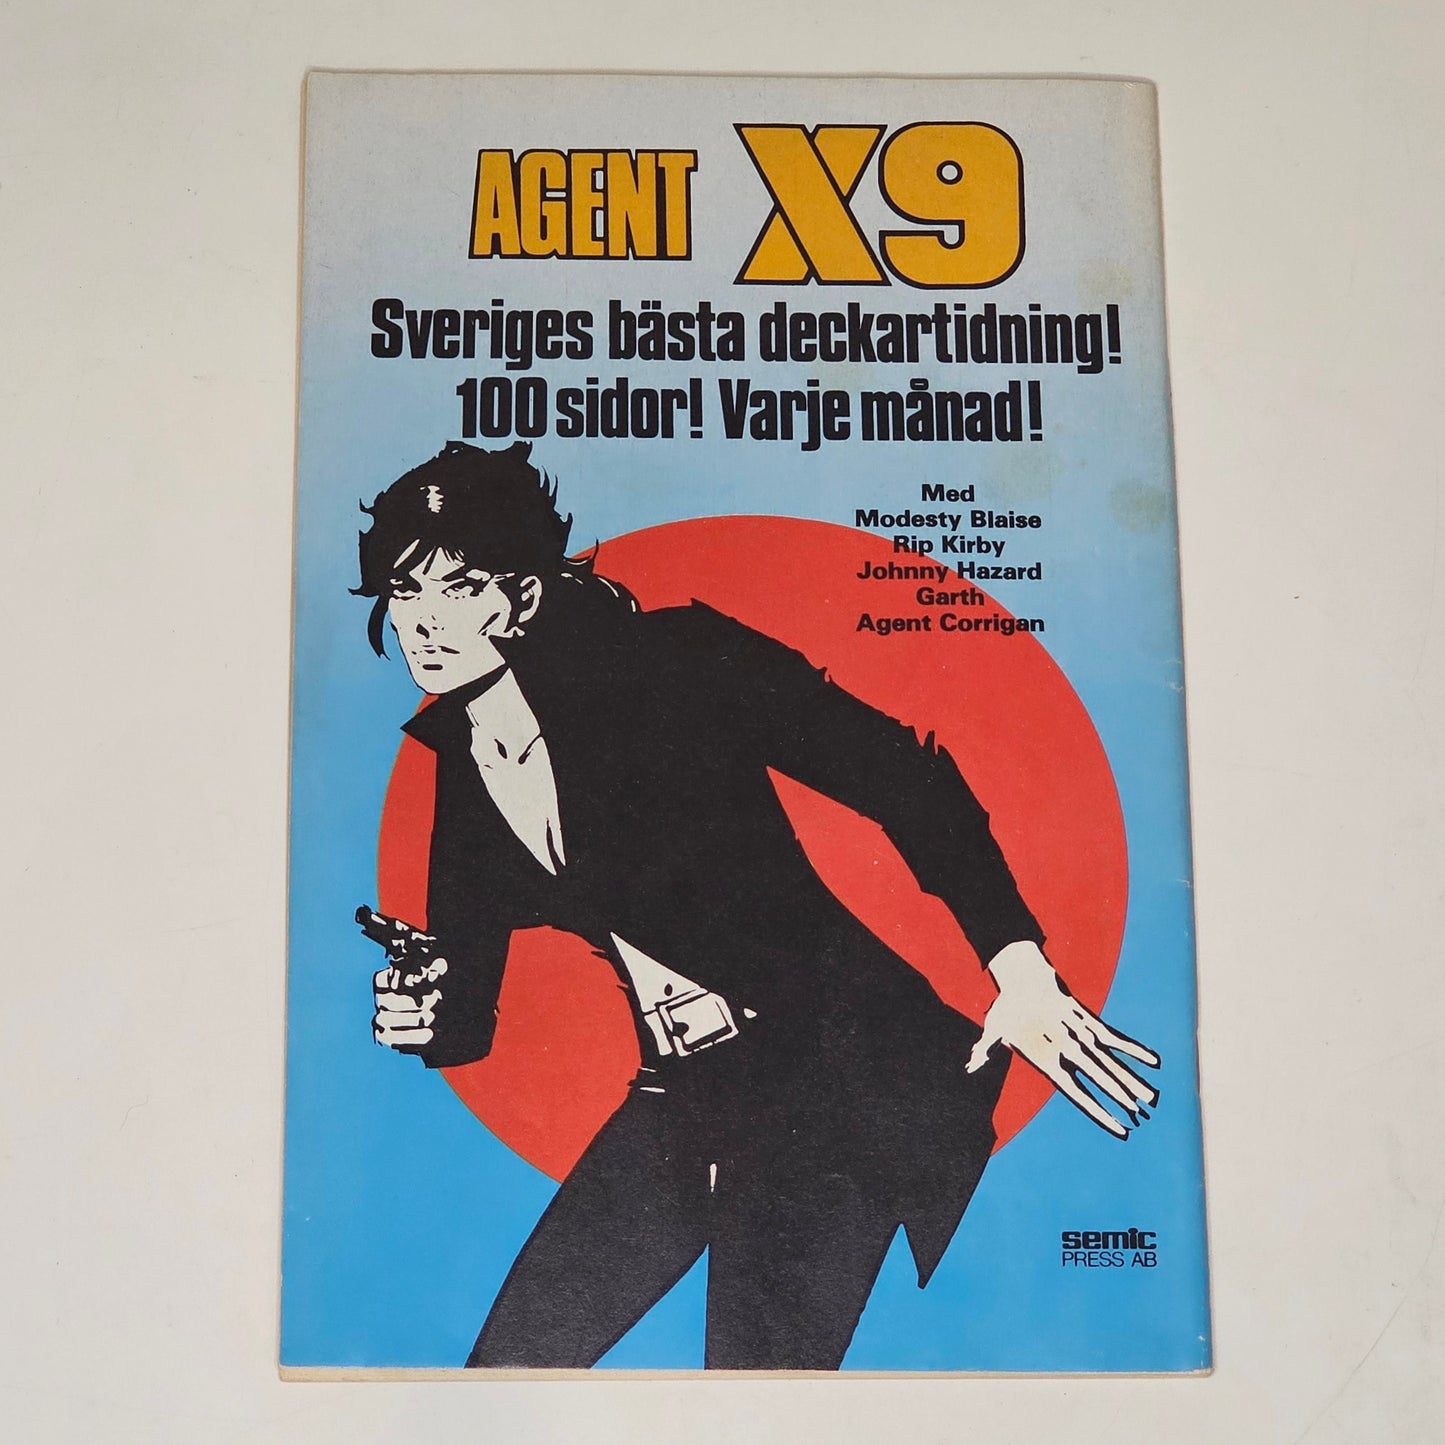 AGENT X9
Sveriges bästa deckartidning!
100 sidor! Varje månad!
Med
Modesty Blaise
Rip Kirby
Johnny Hazard
Garth
Agent Corrigan
semic
PRESS AB